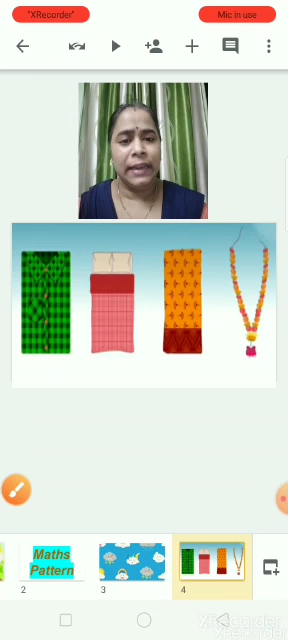 "XRecorder"
Mic in use
Maths
Pattern
2
3
4
XRecorder